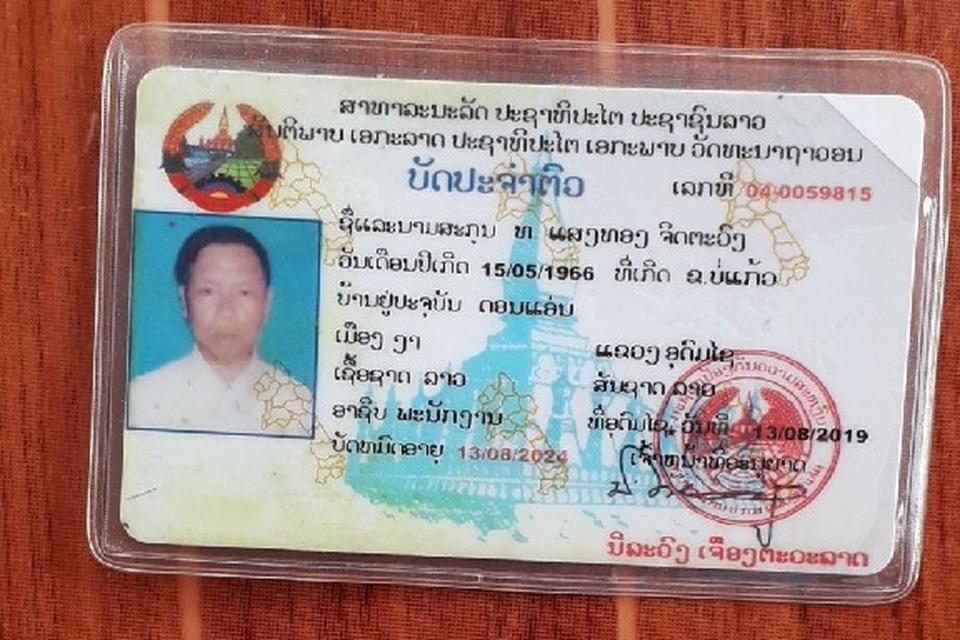 ສາທາລະນະລັດ ປະຊາທິປະໄຕ ປະຊາຊົນລາວ
ສັນຕິພາບ ເອກະລາດ ປະຊາທິປະໄຕ ເອກະພາບ ວັດທະນາຖາວອນ
ບັດປະຈຳຕົວ ເລກທີ 04-0059815
ຊື່ແລະນາມສະກຸນ ທ ແສງທອງ ຈິດຕະວົງ
ວັນເດືອນປີເກີດ 15/05/1966 ທີ່ເກີດ ຂ.ບໍ່ແກ້ວ
ບ້ານຢູ່ປະຈຸບັນ ດອນແອ່ນ
ເມືອງ ງາ ແຂວງ ອຸດົມໄຊ
ເຊື້ອຊາດ ລາວ ສັນຊາດ ລາວ
ອາຊີບ ພະນັກງານ ທີ່ອຸດົມໄຊ, ວັນທີ 13/08/2019
ບັດຫມົດອາຍຸ 13/08/2024 ເຈົ້າຫນ້າທີ່ອະນຸຍາດ
ນິລະວົງ ເຈືອງຕະວະລາດ